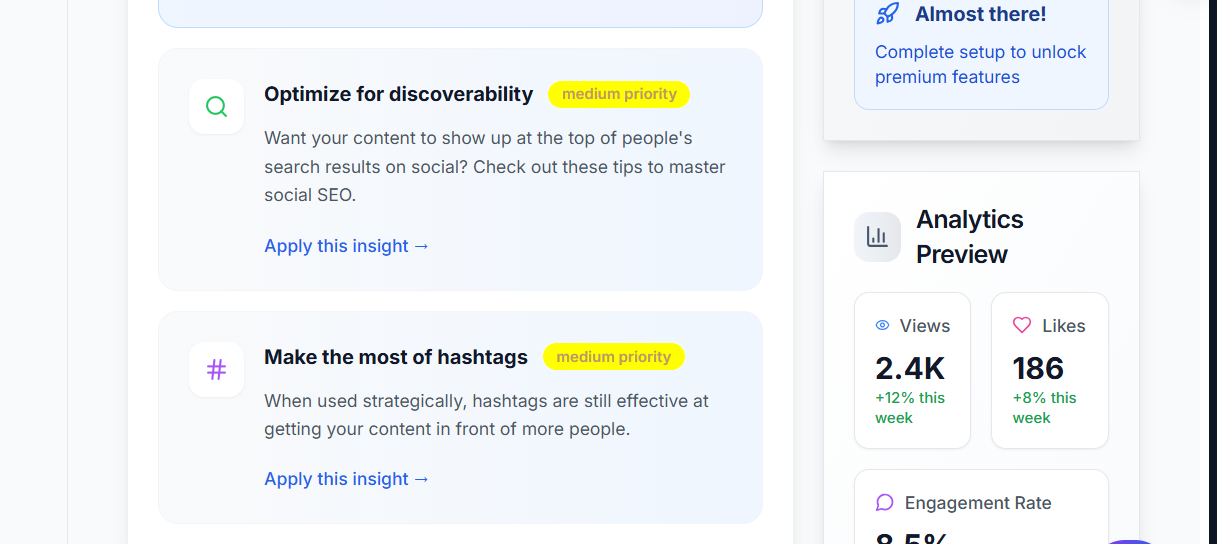 Optimize for discoverability
medium priority
Want your content to show up at the top of people's
search results on social? Check out these tips to master
social SEO.
Apply this insight →
Make the most of hashtags
medium priority
When used strategically, hashtags are still effective at
getting your content in front of more people.
Apply this insight →
Almost there!
Complete setup to unlock
premium features
Analytics
Preview
Views
2.4K
+12% this
week
Likes
186
+8% this
week
Engagement Rate
8.5%